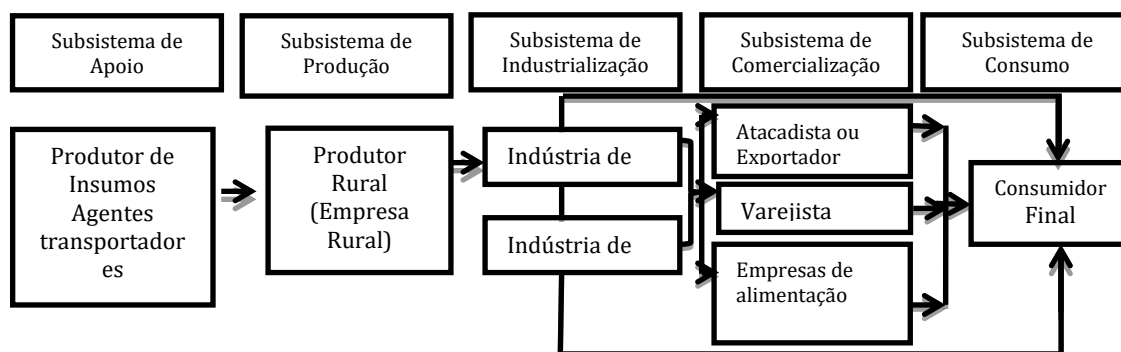 Subsistema de
Apoio
Subsistema de
Produção
Subsistema de
Industrialização
Subsistema de
Comercialização
Subsistema de
Consumo
Produtor de
Insumos
Agentes
transportador
es
Produtor
Rural
(Empresa
Rural)
Indústria de
Indústria de
Atacadista ou
Exportador
Varejista
Empresas de
alimentação
Consumidor
Final